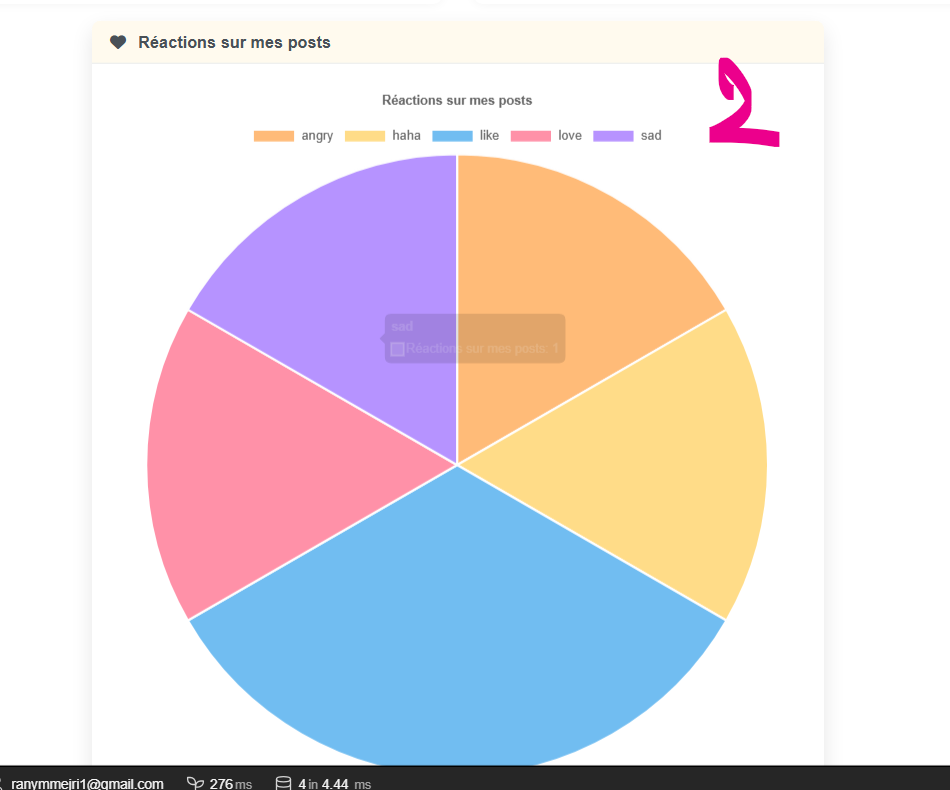 Réactions sur mes posts
2
Réactions sur mes posts
angry haha like love sad
sad
Réactions sur mes posts: 1
ranymmejri1@gmail.com 276 ms 4 in 4.44 ms